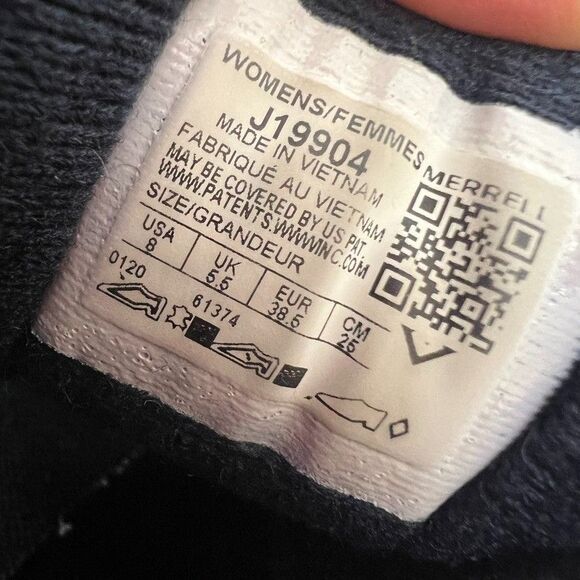 WOMENS/FEMMES
J19904
MADE IN VIETNAM
FABRIQUÉ AU VIETNAM
MAY BE COVERED BY US PAT.
WWW.PATENTS.WWWINC.COM
SIZE/GRANDEUR
USA UK EUR CM
8 5.5 38.5 25
0120 61374
MERRELL